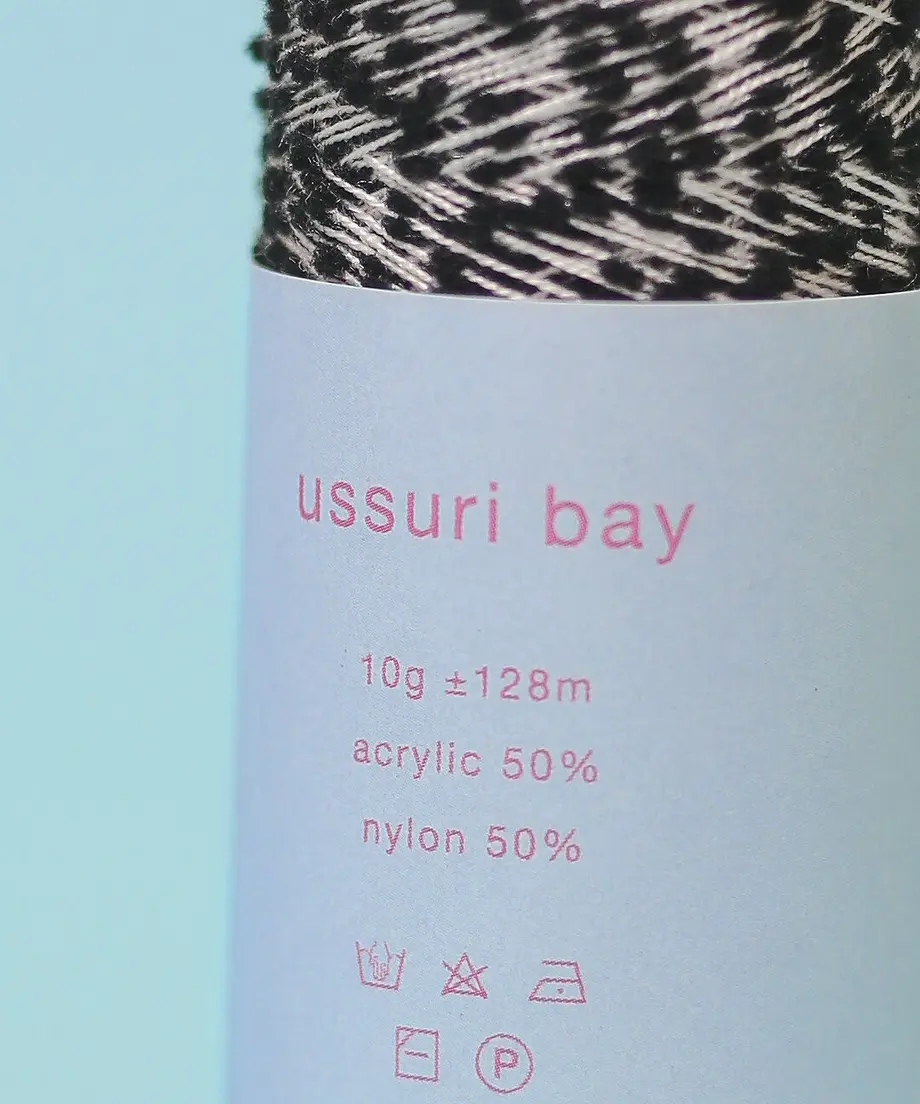 ussuri bay
10g ±128m
acrylic 50%
nylon 50%
P